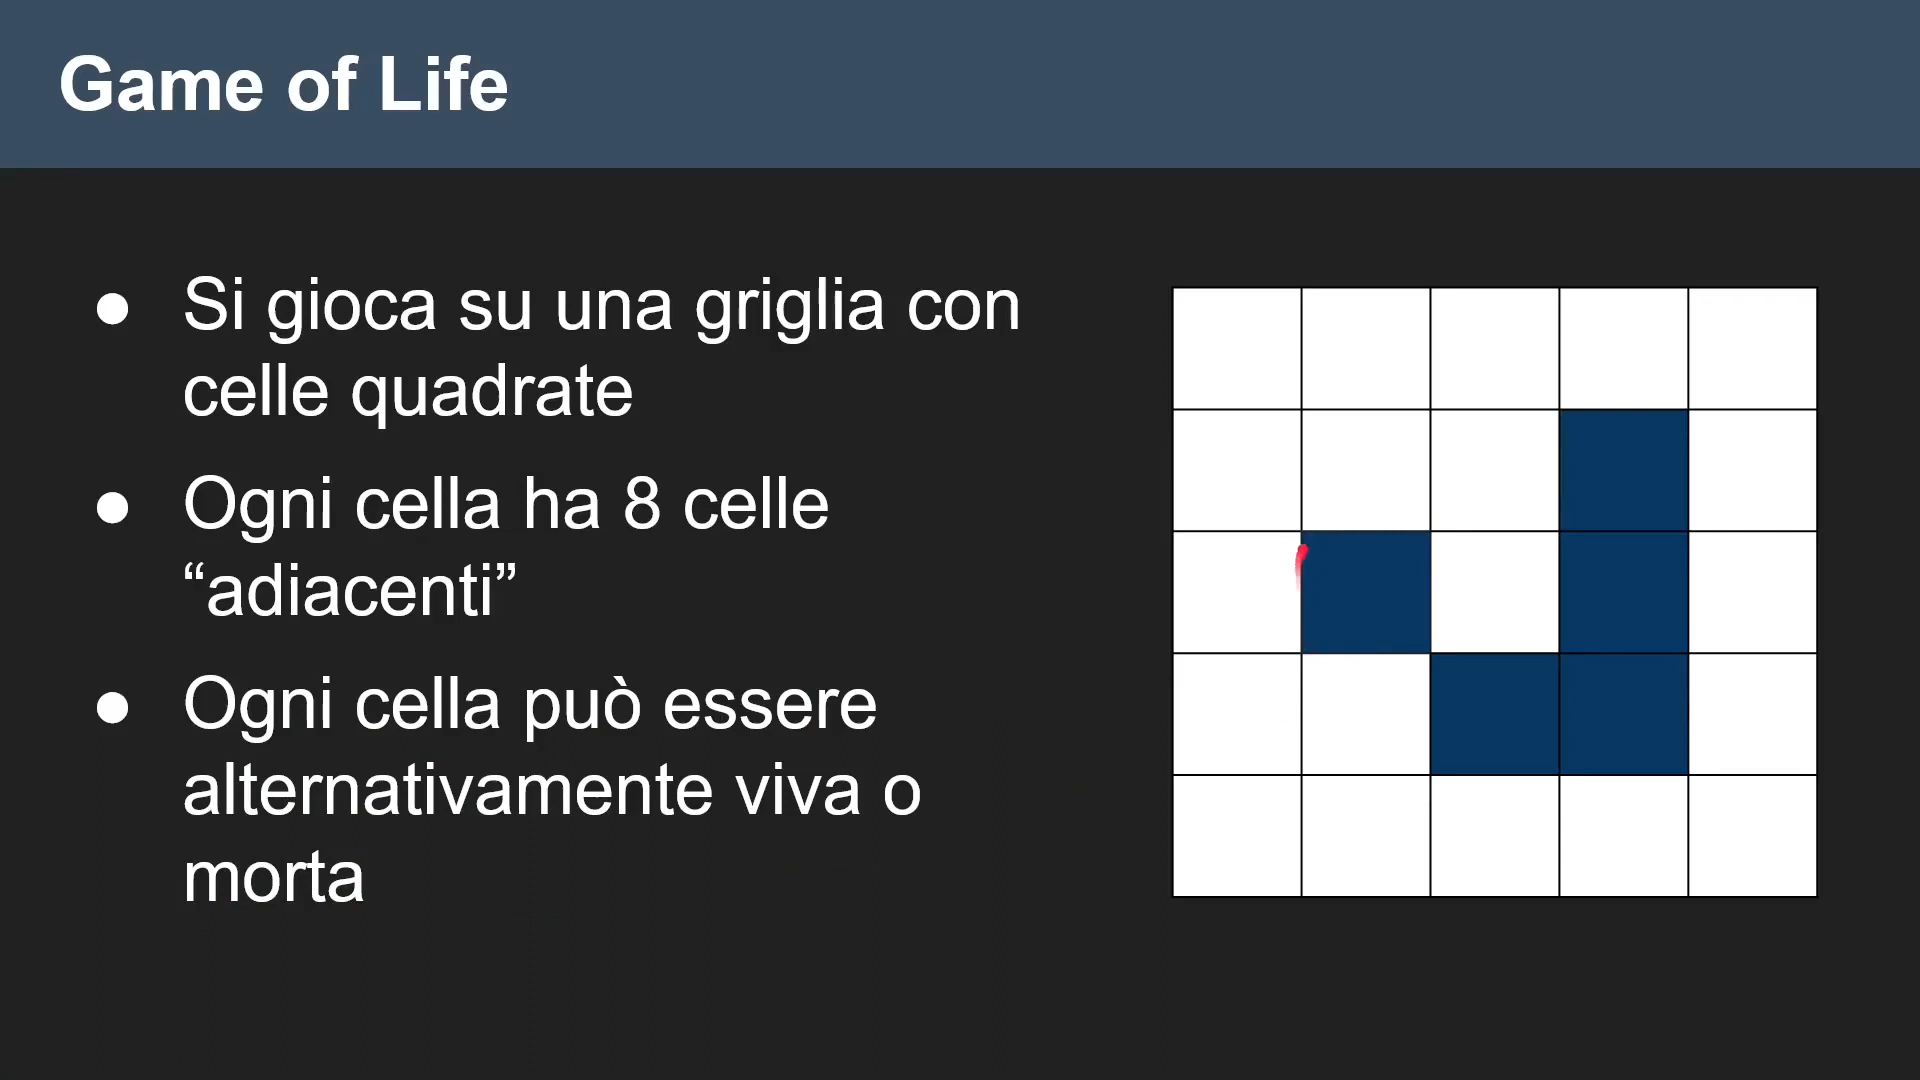 Game of Life
● Si gioca su una griglia con
celle quadrate
● Ogni cella ha 8 celle
“adiacenti”
● Ogni cella può essere
alternativamente viva o
morta